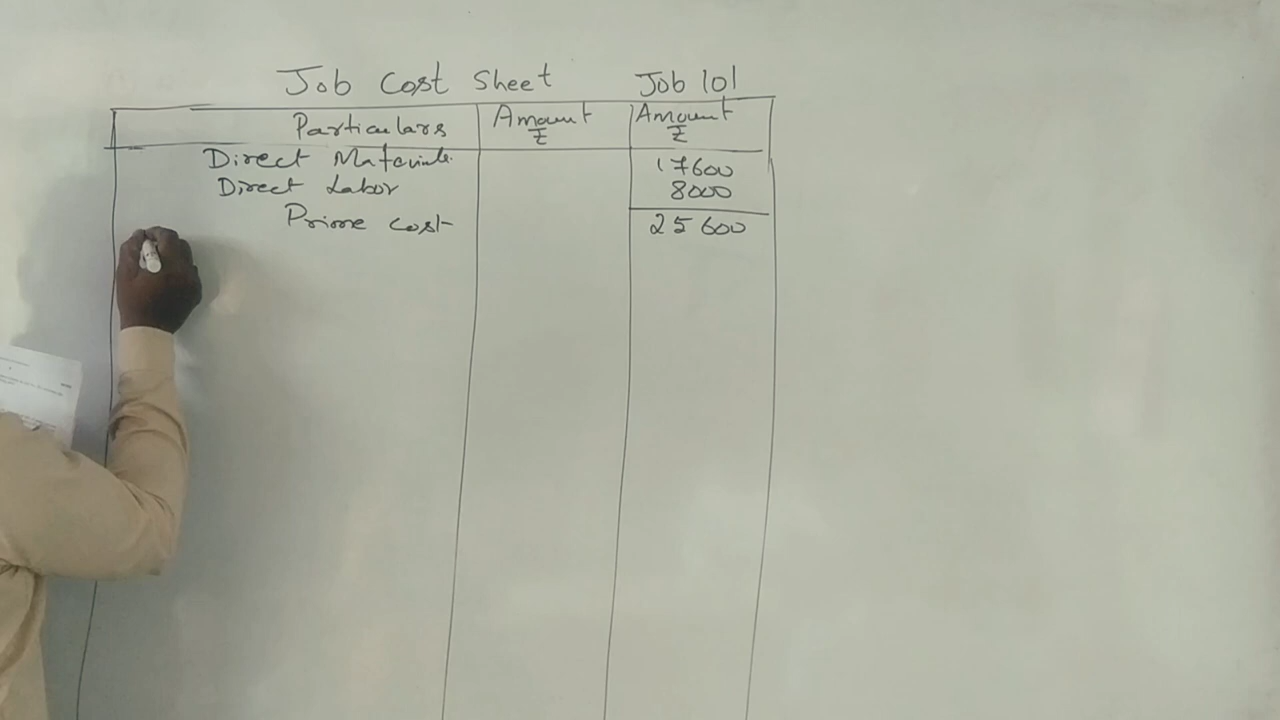 Job Cost Sheet Job 101
Particulars Amount ₹ Amount ₹
Direct Materials 17600
Direct Labor 8000
Prime cost 25600